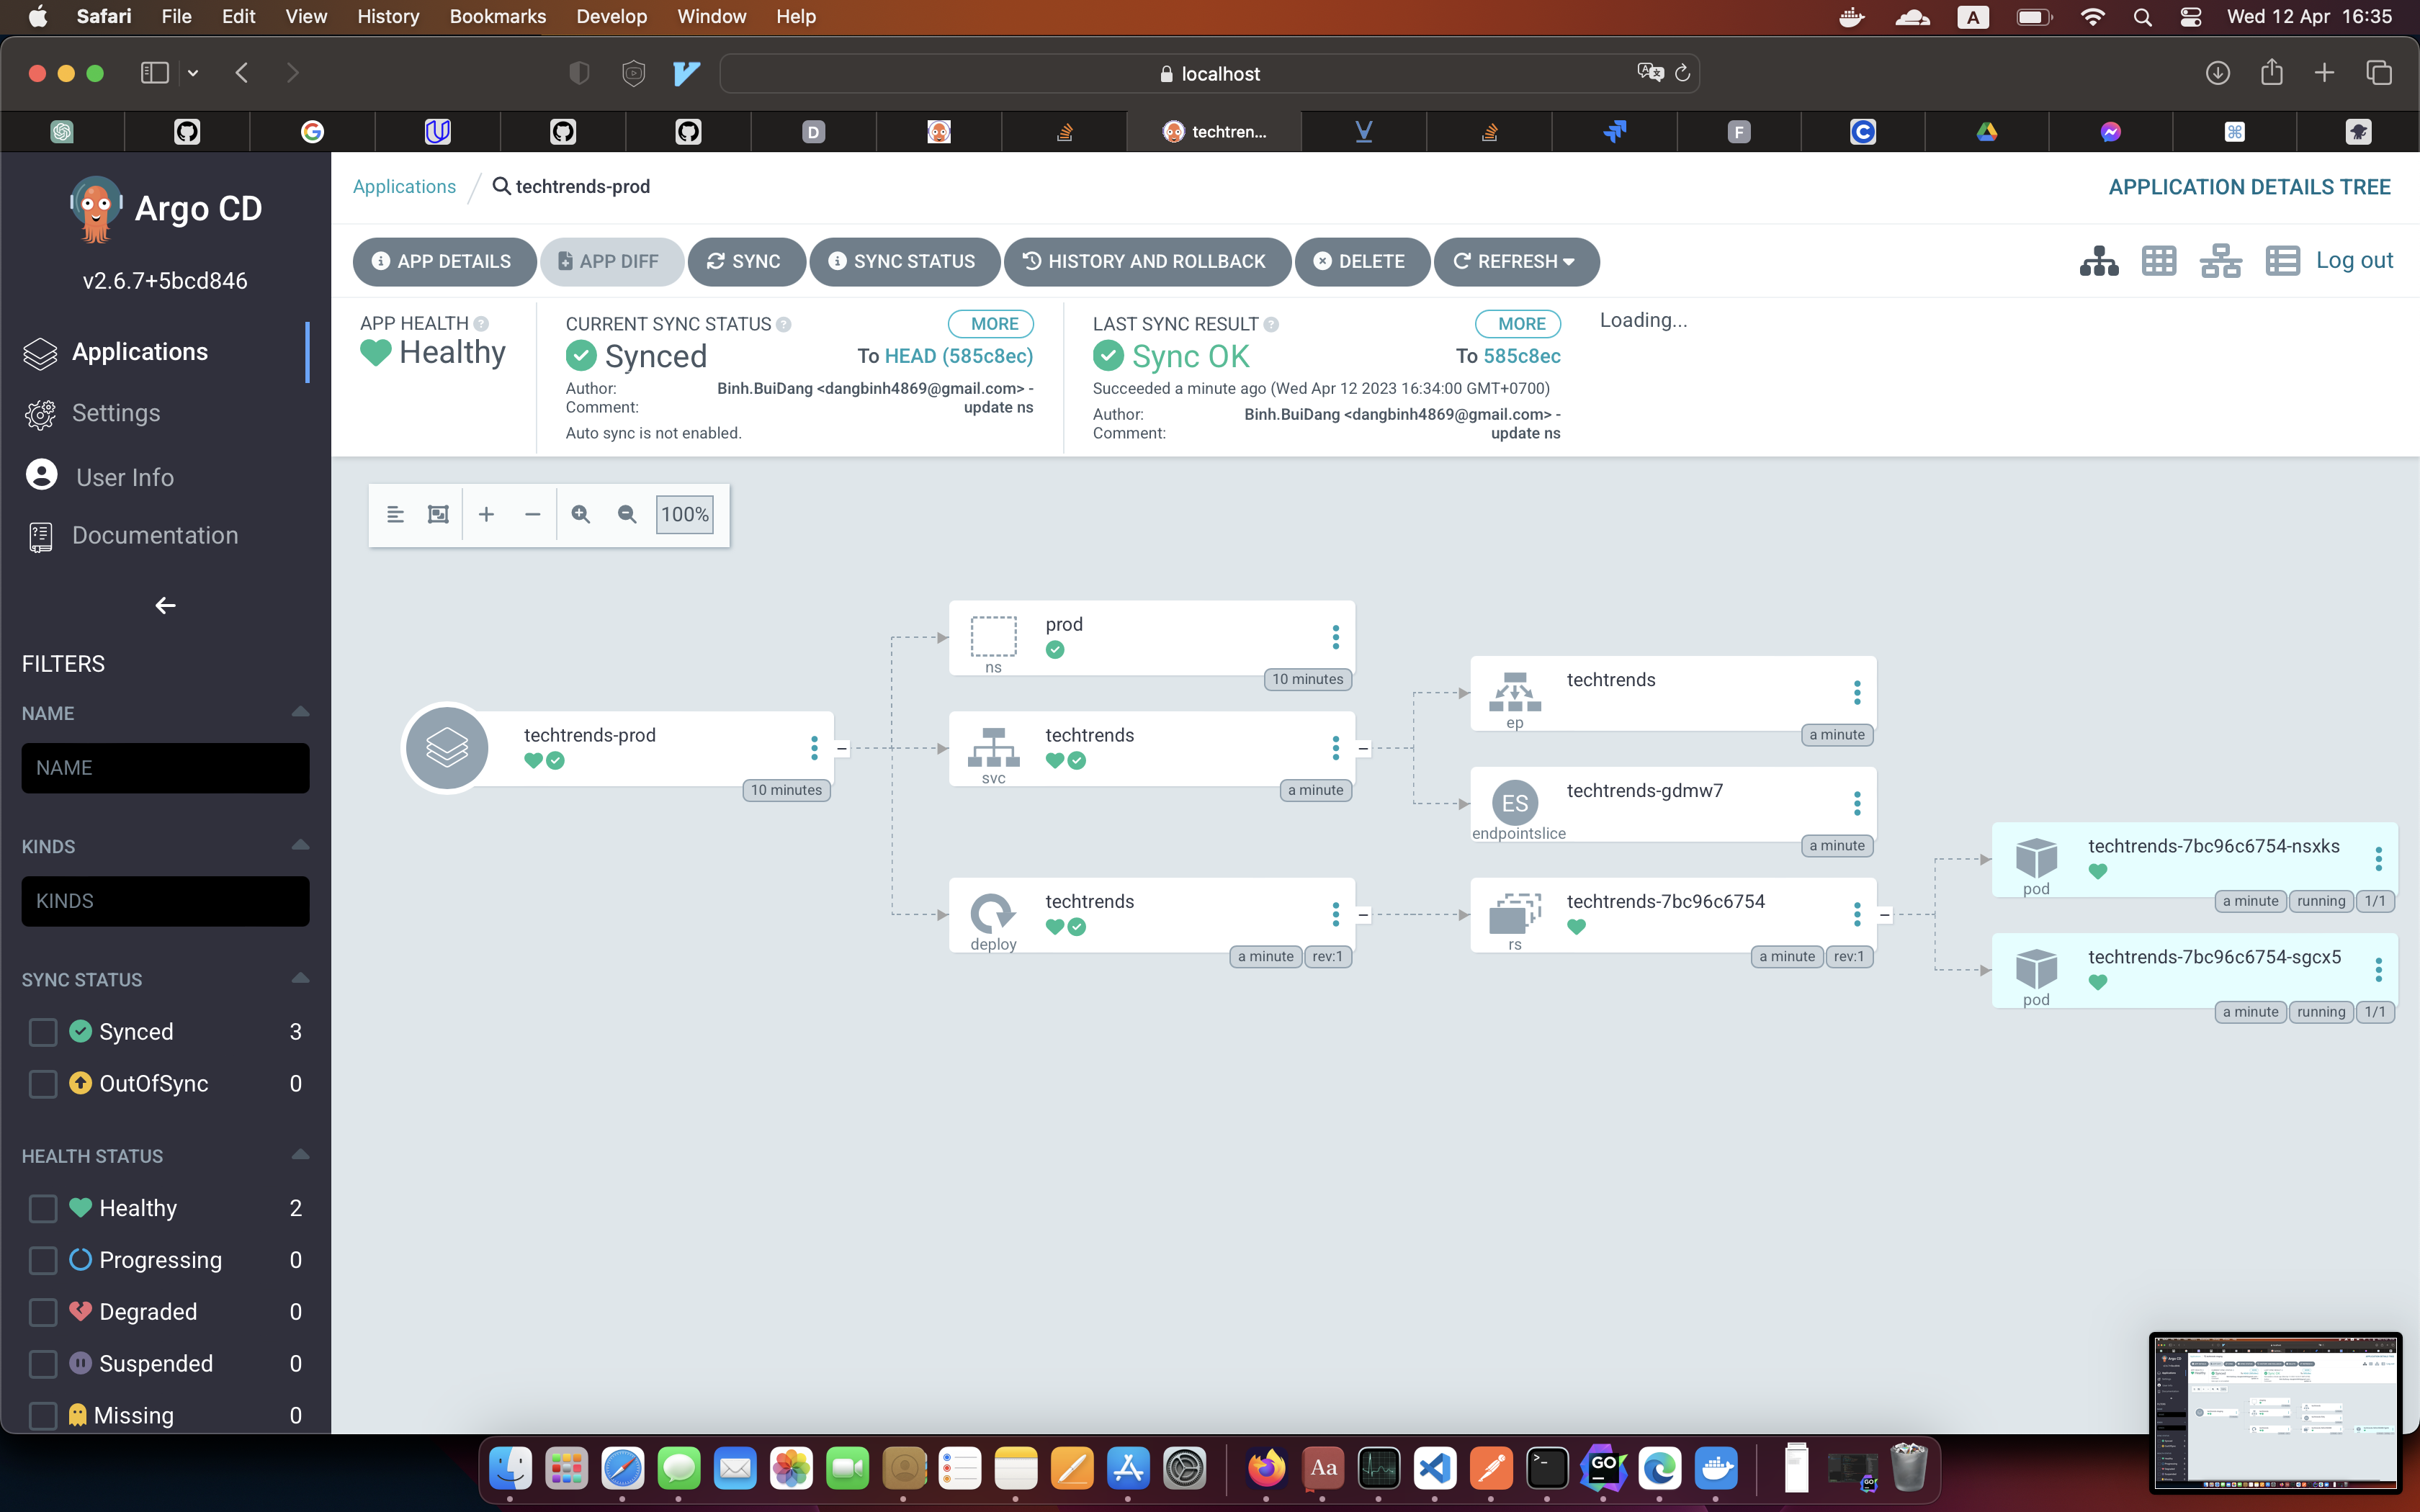 Safari File Edit View History Bookmarks Develop Window Help
A
Wed 12 Apr 16:35
localhost
D
techtren...
F
Argo CD
v2.6.7+5bcd846
Applications
Settings
User Info
Documentation
FILTERS
NAME
NAME
KINDS
KINDS
SYNC STATUS
Synced 3
OutOfSync 0
HEALTH STATUS
Healthy 2
Progressing 0
Degraded 0
Suspended 0
Missing 0
Applications / techtrends-prod
APPLICATION DETAILS TREE
APP DETAILS
APP DIFF
SYNC
SYNC STATUS
HISTORY AND ROLLBACK
DELETE
REFRESH
Log out
APP HEALTH
Healthy
CURRENT SYNC STATUS
MORE
Synced
To HEAD (585c8ec)
Author: Binh.BuiDang <dangbinh4869@gmail.com> -
Comment: update ns
Auto sync is not enabled.
LAST SYNC RESULT
MORE
Sync OK
To 585c8ec
Succeeded a minute ago (Wed Apr 12 2023 16:34:00 GMT+0700)
Author: Binh.BuiDang <dangbinh4869@gmail.com> -
Comment: update ns
Loading...
100%
techtrends-prod
10 minutes
prod
ns
10 minutes
techtrends
svc
a minute
techtrends
deploy
a minute rev:1
techtrends
ep
a minute
ES
techtrends-gdmw7
endpointslice
a minute
techtrends-7bc96c6754
rs
a minute rev:1
techtrends-7bc96c6754-nsxks
pod
a minute running 1/1
techtrends-7bc96c6754-sgcx5
pod
a minute running 1/1
Aa
GO